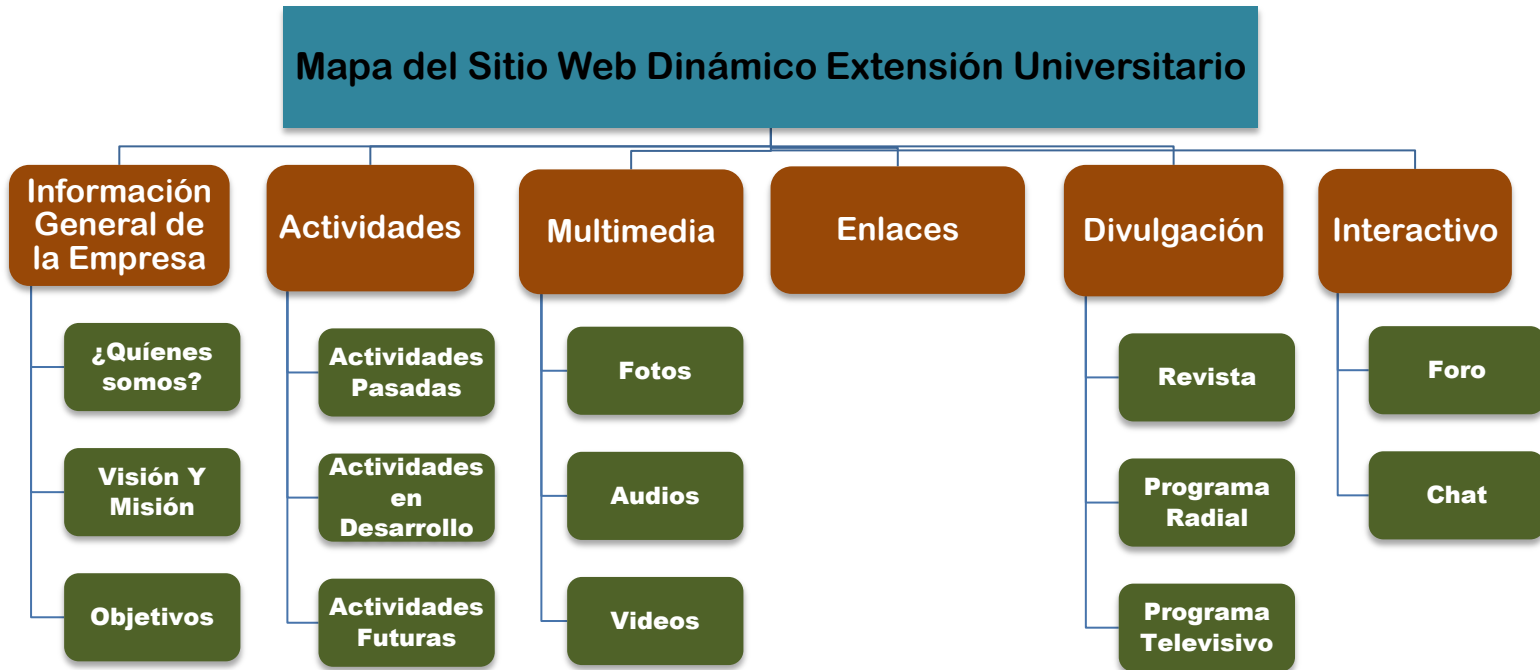 Mapa del Sitio Web Dinámico Extensión Universitario
Información
General de
la Empresa
¿Quíenes
somos?
Visión Y
Misión
Objetivos
Actividades
Actividades
Pasadas
Actividades
en
Desarrollo
Actividades
Futuras
Multimedia
Fotos
Audios
Videos
Enlaces
Divulgación
Revista
Programa
Radial
Programa
Televisivo
Interactivo
Foro
Chat